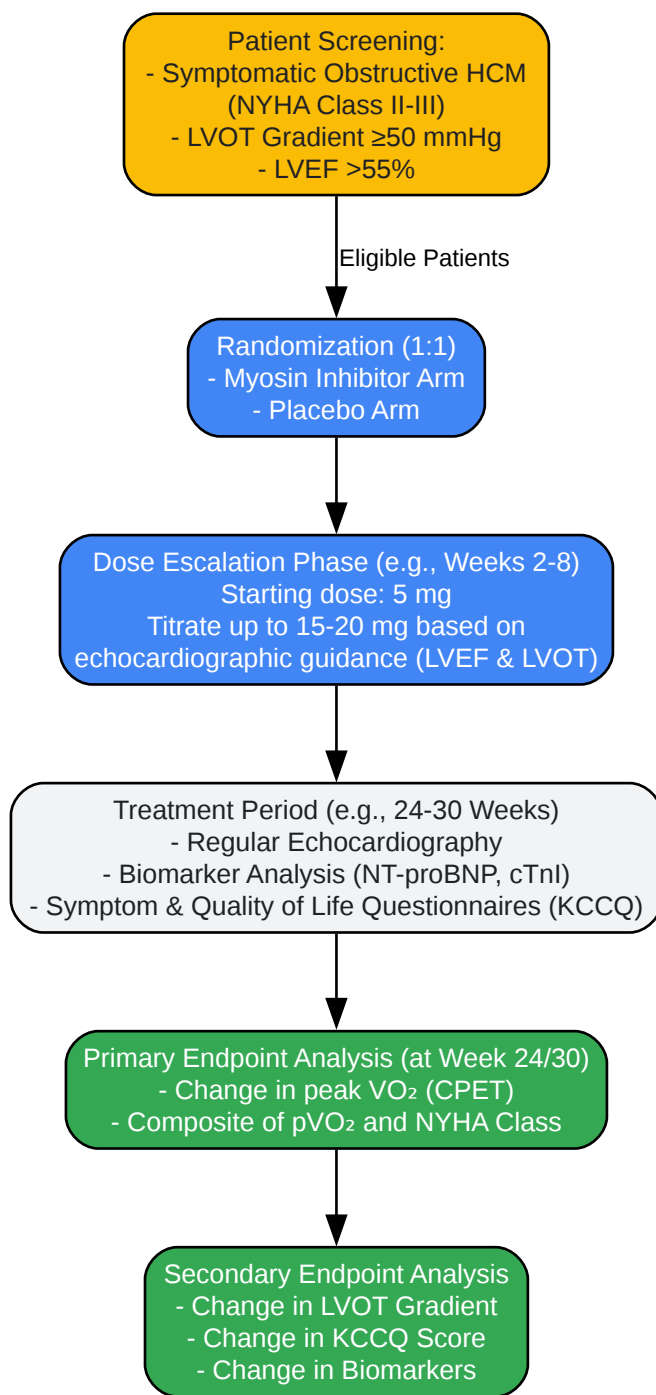 Patient Screening:
- Symptomatic Obstructive HCM
(NYHA Class II-III)
- LVOT Gradient ≥50 mmHg
- LVEF >55%
Eligible Patients
Randomization (1:1)
- Myosin Inhibitor Arm
- Placebo Arm
Dose Escalation Phase (e.g., Weeks 2-8)
Starting dose: 5 mg
Titrate up to 15-20 mg based on
echocardiographic guidance (LVEF & LVOT)
Treatment Period (e.g., 24-30 Weeks)
- Regular Echocardiography
- Biomarker Analysis (NT-proBNP, cTnI)
- Symptom & Quality of Life Questionnaires (KCCQ)
Primary Endpoint Analysis (at Week 24/30)
- Change in peak VO₂ (CPET)
- Composite of pVO₂ and NYHA Class
Secondary Endpoint Analysis
- Change in LVOT Gradient
- Change in KCCQ Score
- Change in Biomarkers